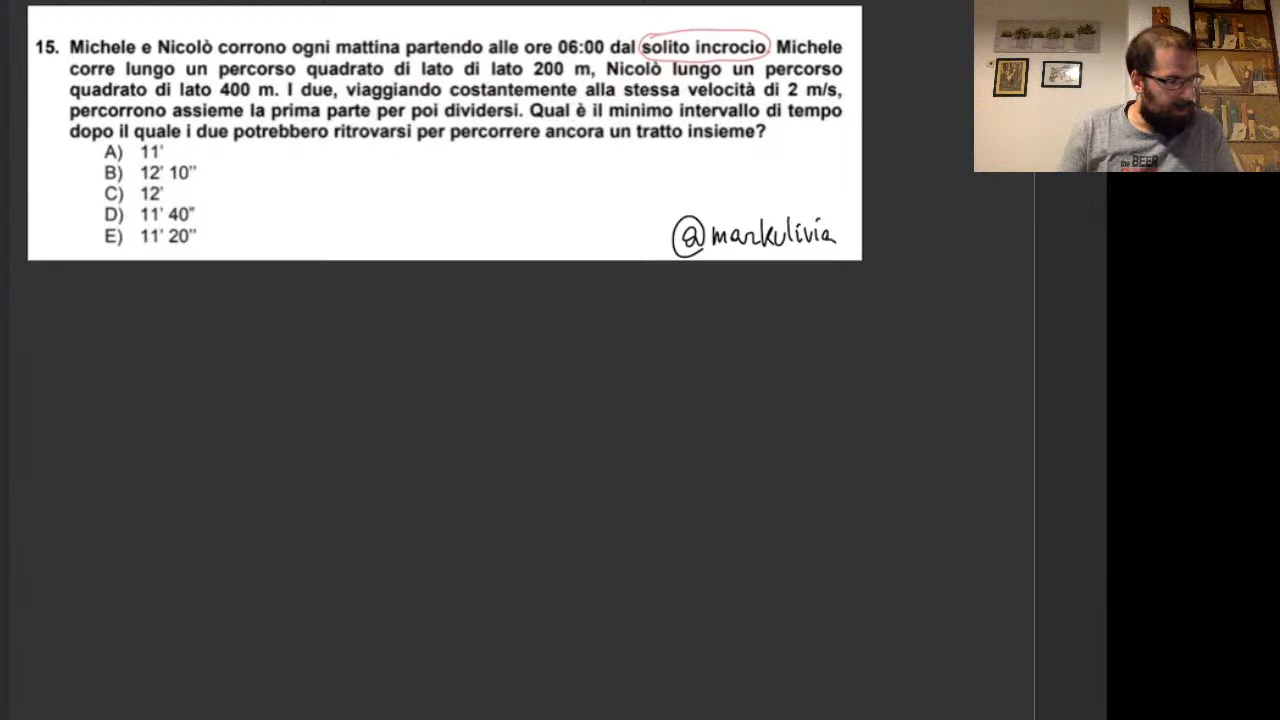 15. Michele e Nicolò corrono ogni mattina partendo alle ore 06:00 dal solito incrocio. Michele
corre lungo un percorso quadrato di lato di lato 200 m, Nicolò lungo un percorso
quadrato di lato 400 m. I due, viaggiando costantemente alla stessa velocità di 2 m/s,
percorrono assieme la prima parte per poi dividersi. Qual è il minimo intervallo di tempo
dopo il quale i due potrebbero ritrovarsi per percorrere ancora un tratto insieme?
A) 11'
B) 12' 10''
C) 12'
D) 11' 40"
E) 11' 20''
@markulivia
the BEER